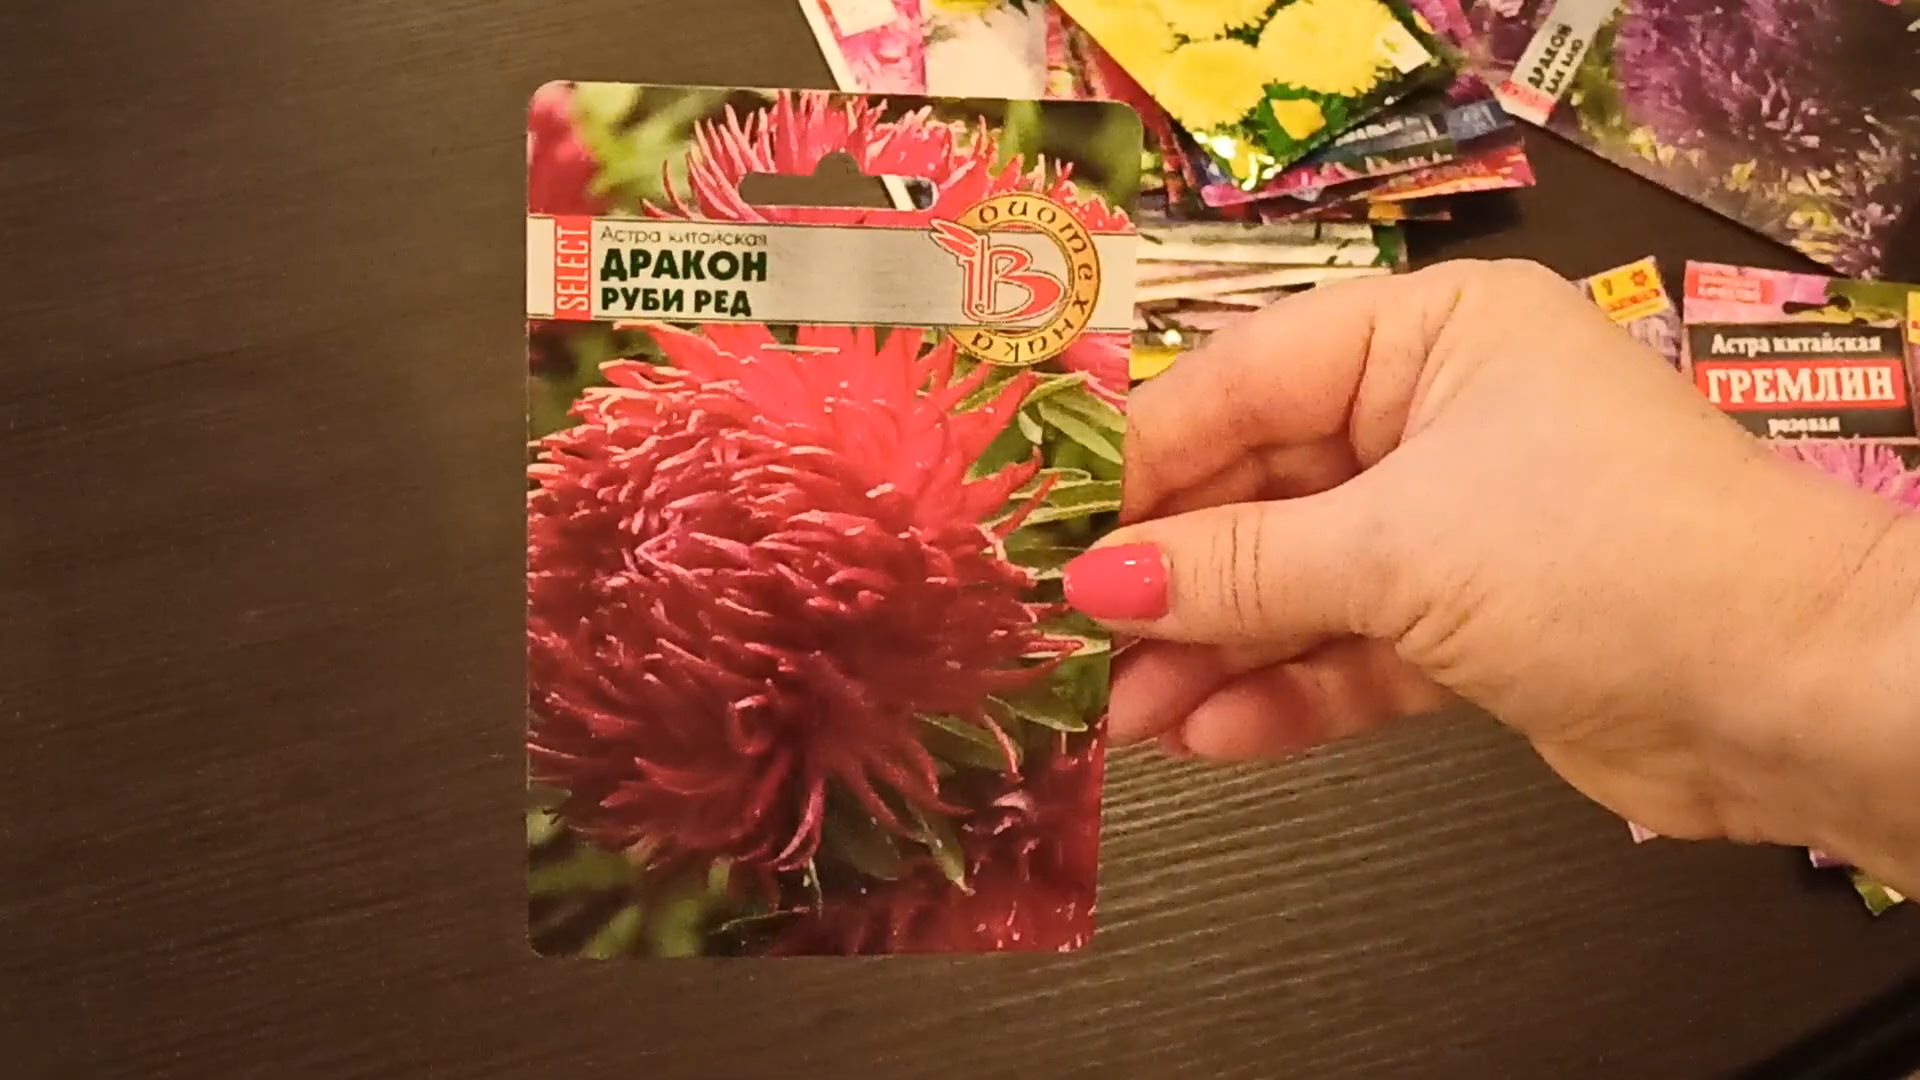 SELECT
Астра китайская
ДРАКОН
РУБИ РЕД
биотехника
B
ДРАКОН
Астра китайская
ГРЕМЛИН
розовая